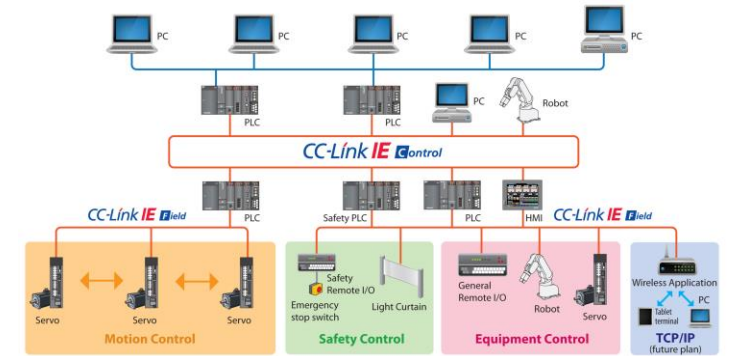 PC
PC
PC
PC
PC
PLC
PLC
PC
Robot
CC-Link IE Control
PLC
Safety PLC
PLC
HMI
CC-Link IE Field
CC-Link IE Field
Servo
Servo
Servo
Motion Control
Safety
Remote I/O
Emergency
stop switch
Light Curtain
Safety Control
General
Remote I/O
Robot
Servo
Equipment Control
Wireless Application
PC
Tablet
terminal
TCP/IP
(future plan)